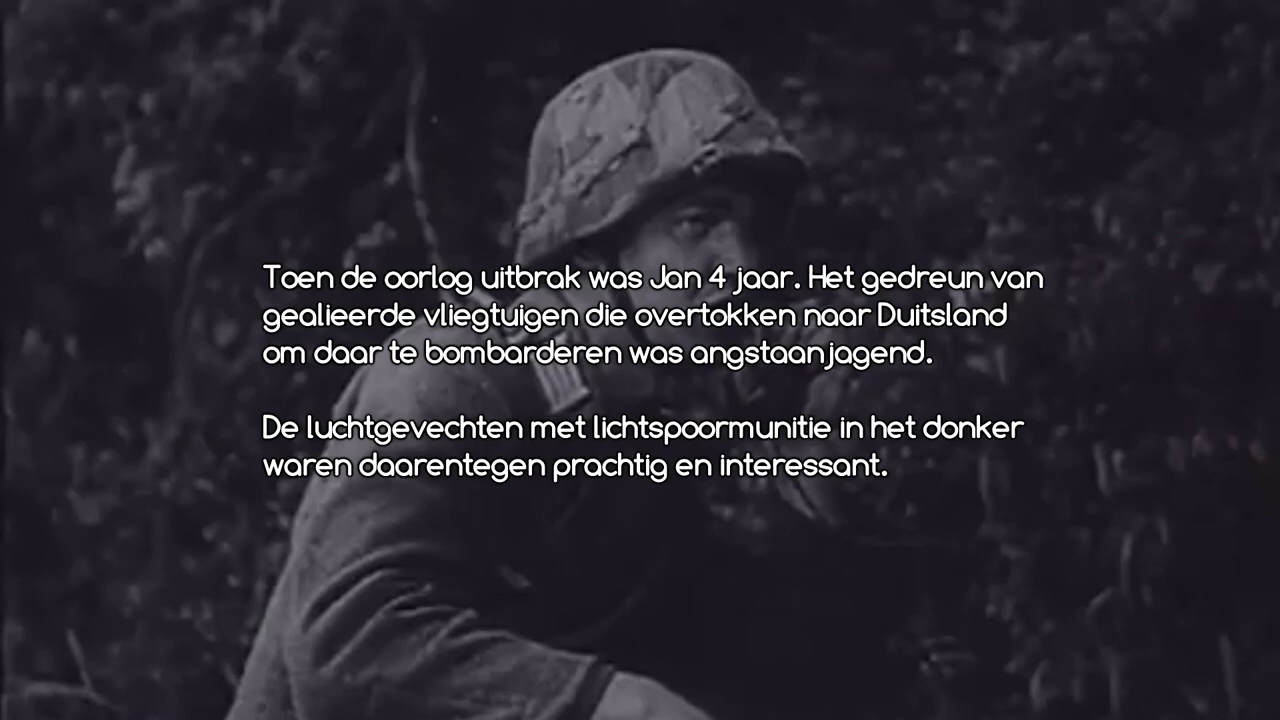 Toen de oorlog uitbrak was Jan 4 jaar. Het gedreun van
gealieerde vliegtuigen die overtokken naar Duitsland
om daar te bombarderen was angstaanjagend.
De luchtgevechten met lichtspoormunitie in het donker
waren daarentegen prachtig en interessant.